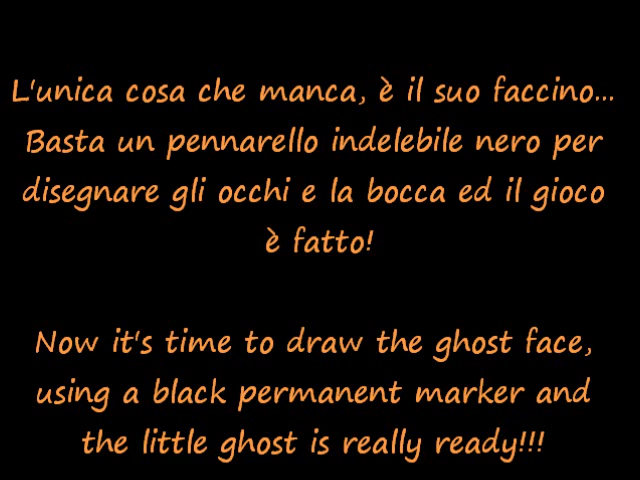 L'unica cosa che manca, è il suo faccino...
Basta un pennarello indelebile nero per
disegnare gli occhi e la bocca ed il gioco
è fatto!
Now it's time to draw the ghost face,
using a black permanent marker and
the little ghost is really ready!!!